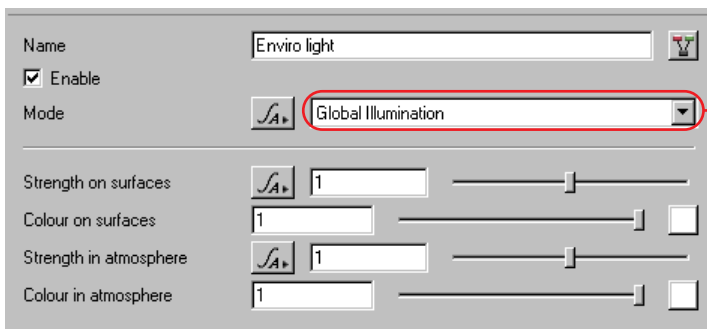 Name Enviro light
Enable
Mode Global Illumination
Strength on surfaces 1
Colour on surfaces 1
Strength in atmosphere 1
Colour in atmosphere 1